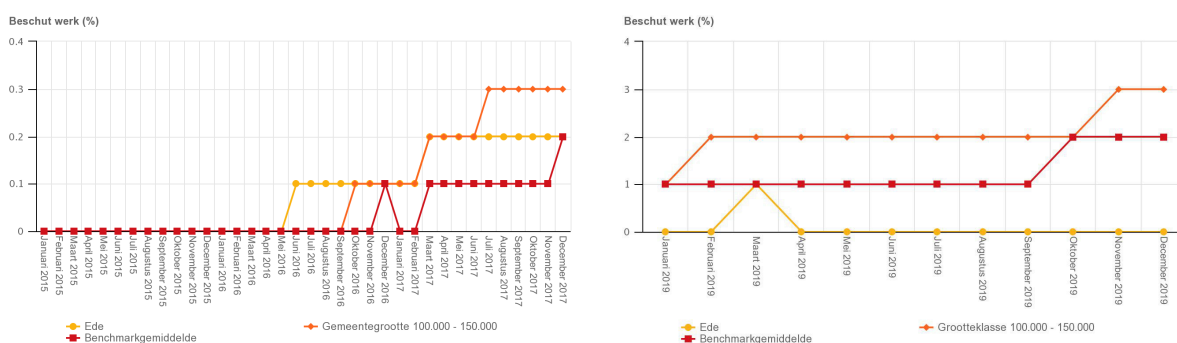 Beschut werk (%)
0.4
0.3
0.2
0.1
0
Januari 2015
Februari 2015
Maart 2015
April 2015
Mei 2015
Juni 2015
Juli 2015
Augustus 2015
September 2015
Oktober 2015
November 2015
December 2015
Januari 2016
Februari 2016
Maart 2016
April 2016
Mei 2016
Juni 2016
Juli 2016
Augustus 2016
September 2016
Oktober 2016
November 2016
December 2016
Januari 2017
Februari 2017
Maart 2017
April 2017
Mei 2017
Juni 2017
Juli 2017
Augustus 2017
September 2017
Oktober 2017
November 2017
December 2017
Ede
Gemeentegrootte 100.000 - 150.000
Benchmarkgemiddelde
Beschut werk (%)
4
3
2
1
0
Januari 2019
Februari 2019
Maart 2019
April 2019
Mei 2019
Juni 2019
Juli 2019
Augustus 2019
September 2019
Oktober 2019
November 2019
December 2019
Ede
Grootteklasse 100.000 - 150.000
Benchmarkgemiddelde